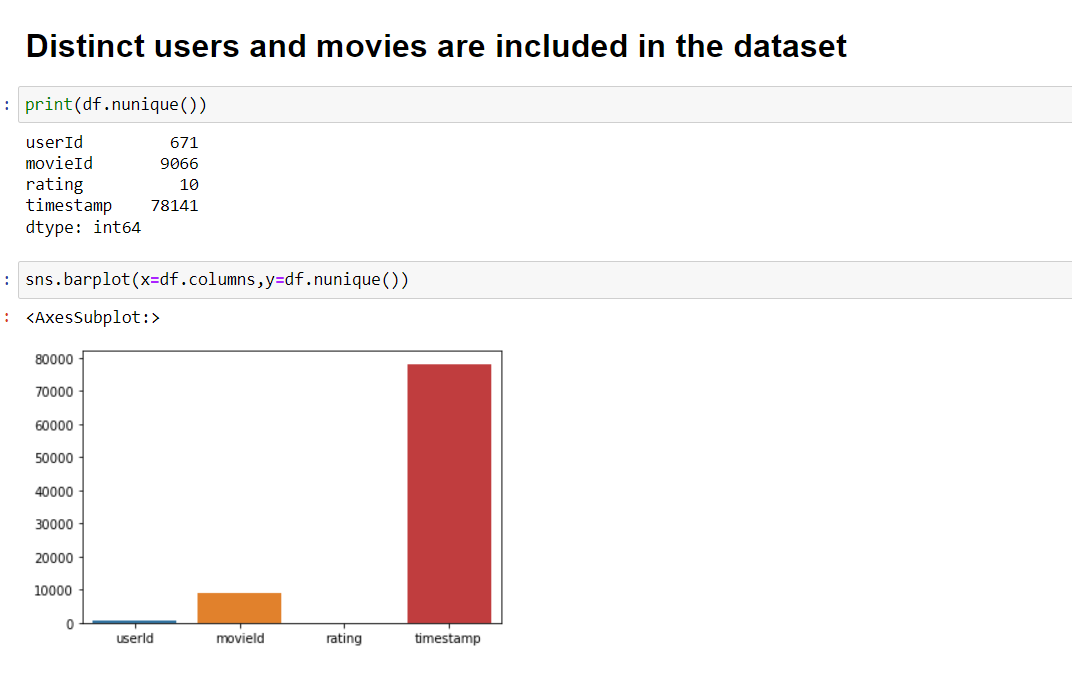 Distinct users and movies are included in the dataset
: print(df.nunique())
userId 671
movieId 9066
rating 10
timestamp 78141
dtype: int64
: sns.barplot(x=df.columns,y=df.nunique())
: <AxesSubplot:>
80000
70000
60000
50000
40000
30000
20000
10000
0
userId movieId rating timestamp